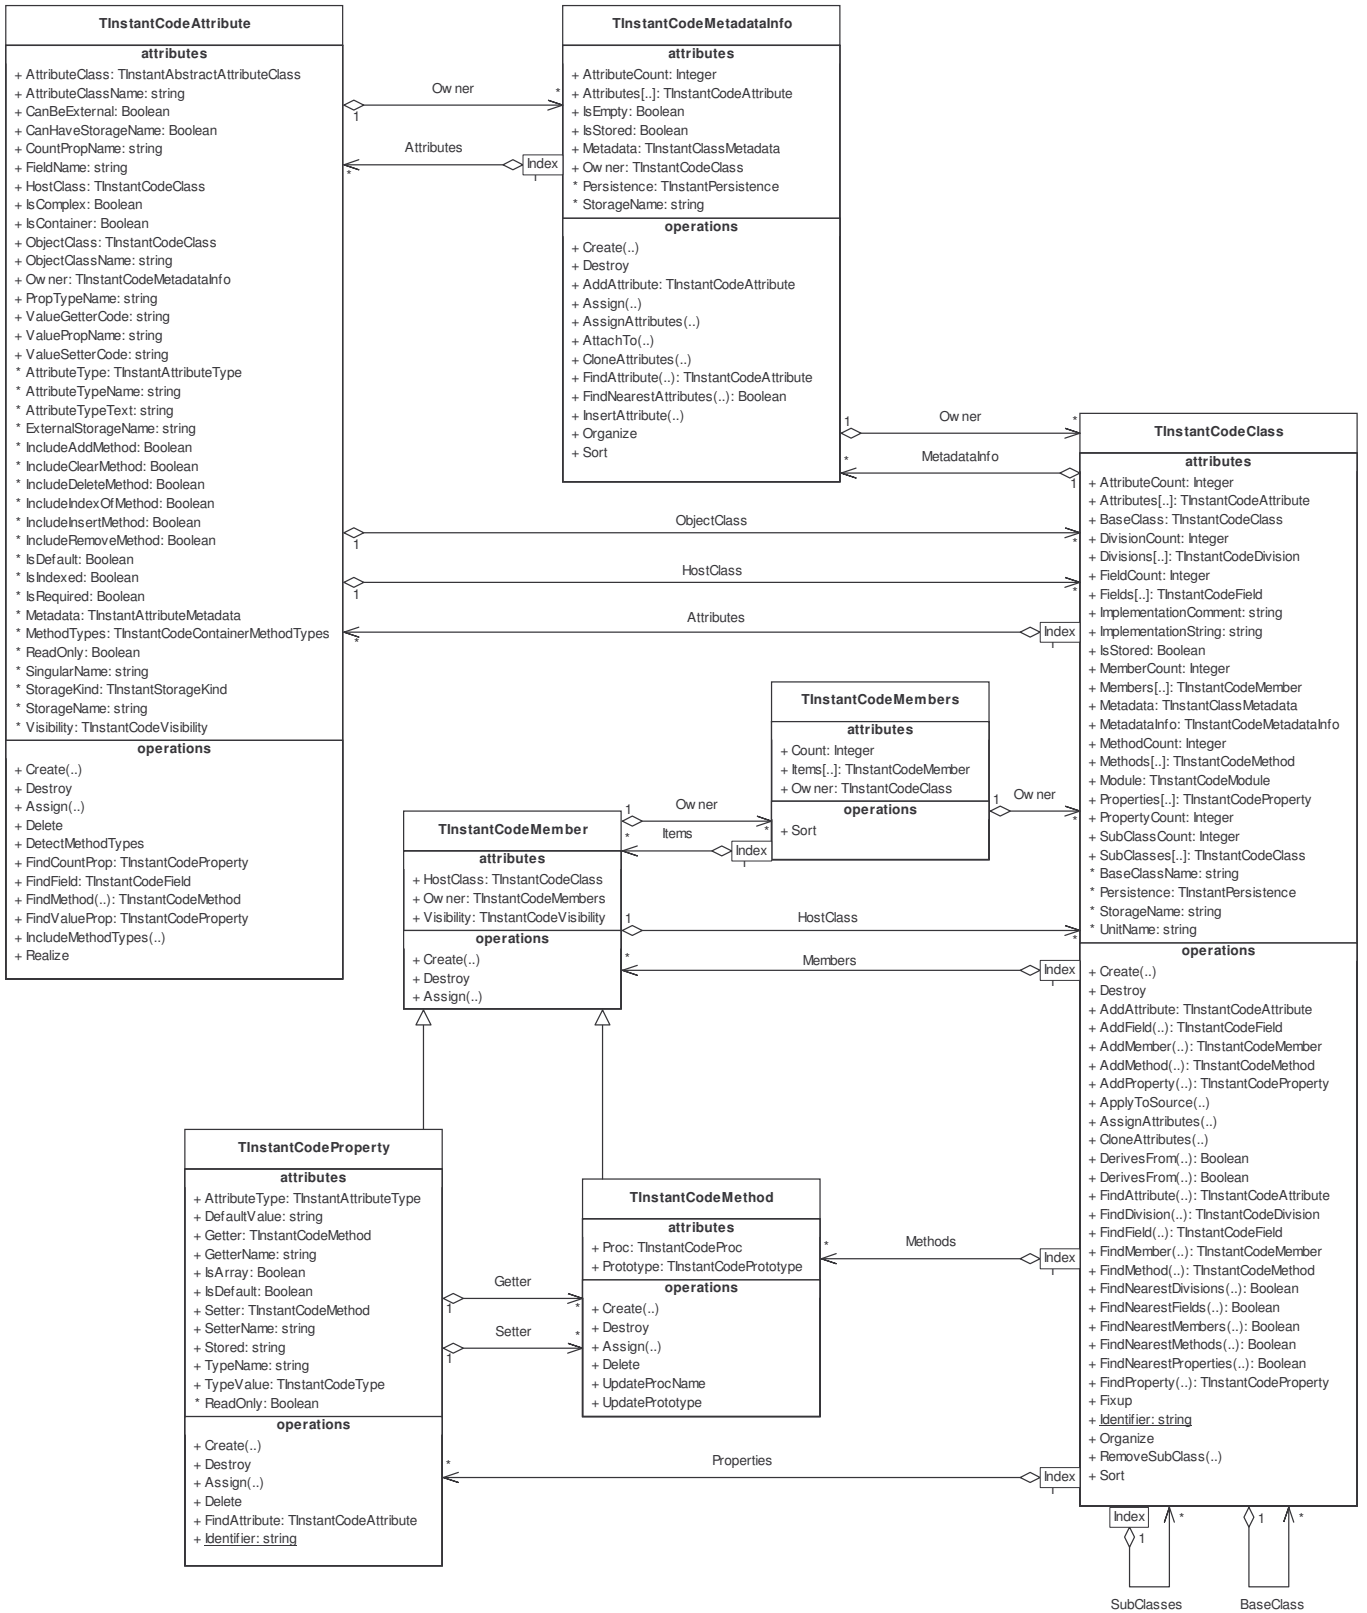 TInstantCodeAttribute
attributes
+ AttributeClass: TInstantAbstractAttributeClass
+ AttributeClassName: string
+ CanBeExternal: Boolean
+ CanHaveStorageName: Boolean
+ CountPropName: string
+ FieldName: string
+ HostClass: TInstantCodeClass
+ IsComplex: Boolean
+ IsContainer: Boolean
+ ObjectClass: TInstantCodeClass
+ ObjectClassName: string
+ Owner: TInstantCodeMetadataInfo
+ PropTypeName: string
+ ValueGetterCode: string
+ ValuePropName: string
+ ValueSetterCode: string
* AttributeType: TInstantAttributeType
* AttributeTypeName: string
* AttributeTypeText: string
* ExternalStorageName: string
* IncludeAddMethod: Boolean
* IncludeClearMethod: Boolean
* IncludeDeleteMethod: Boolean
* IncludeIndexOfMethod: Boolean
* IncludeInsertMethod: Boolean
* IncludeRemoveMethod: Boolean
* IsDefault: Boolean
* IsIndexed: Boolean
* IsRequired: Boolean
* Metadata: TInstantAttributeMetadata
* MethodTypes: TInstantCodeContainerMethodTypes
* ReadOnly: Boolean
* SingularName: string
* StorageKind: TInstantStorageKind
* StorageName: string
* Visibility: TInstantCodeVisibility
operations
+ Create(..)
+ Destroy
+ Assign(..)
+ Delete
+ DetectMethodTypes
+ FindCountProp: TInstantCodeProperty
+ FindField: TInstantCodeField
+ FindMethod(..): TInstantCodeMethod
+ FindValueProp: TInstantCodeProperty
+ IncludeMethodTypes(..)
+ Realize
Owner
1
*
Attributes
*
Index
1
TInstantCodeMetadataInfo
attributes
+ AttributeCount: Integer
+ Attributes[..]: TInstantCodeAttribute
+ IsEmpty: Boolean
+ IsStored: Boolean
+ Metadata: TInstantClassMetadata
+ Owner: TInstantCodeClass
* Persistence: TInstantPersistence
* StorageName: string
operations
+ Create(..)
+ Destroy
+ AddAttribute: TInstantCodeAttribute
+ Assign(..)
+ AssignAttributes(..)
+ AttachTo(..)
+ CloneAttributes(..)
+ FindAttribute(..): TInstantCodeAttribute
+ FindNearestAttributes(..): Boolean
+ InsertAttribute(..)
+ Organize
+ Sort
1
Owner
*
*
MetadataInfo
1
ObjectClass
1
*
HostClass
1
*
Attributes
*
Index
1
TInstantCodeClass
attributes
+ AttributeCount: Integer
+ Attributes[..]: TInstantCodeAttribute
+ BaseClass: TInstantCodeClass
+ DivisionCount: Integer
+ Divisions[..]: TInstantCodeDivision
+ FieldCount: Integer
+ Fields[..]: TInstantCodeField
+ ImplementationComment: string
+ ImplementationString: string
+ IsStored: Boolean
+ MemberCount: Integer
+ Members[..]: TInstantCodeMember
+ Metadata: TInstantClassMetadata
+ MetadataInfo: TInstantCodeMetadataInfo
+ MethodCount: Integer
+ Methods[..]: TInstantCodeMethod
+ Module: TInstantCodeModule
+ Properties[..]: TInstantCodeProperty
+ PropertyCount: Integer
+ SubClassCount: Integer
+ SubClasses[..]: TInstantCodeClass
* BaseClassName: string
* Persistence: TInstantPersistence
* StorageName: string
* UnitName: string
operations
+ Create(..)
+ Destroy
+ AddAttribute: TInstantCodeAttribute
+ AddField(..): TInstantCodeField
+ AddMember(..): TInstantCodeMember
+ AddMethod(..): TInstantCodeMethod
+ AddProperty(..): TInstantCodeProperty
+ ApplyToSource(..)
+ AssignAttributes(..)
+ CloneAttributes(..)
+ DerivesFrom(..): Boolean
+ DerivesFrom(..): Boolean
+ FindAttribute(..): TInstantCodeAttribute
+ FindDivision(..): TInstantCodeDivision
+ FindField(..): TInstantCodeField
+ FindMember(..): TInstantCodeMember
+ FindMethod(..): TInstantCodeMethod
+ FindNearestDivisions(..): Boolean
+ FindNearestFields(..): Boolean
+ FindNearestMembers(..): Boolean
+ FindNearestMethods(..): Boolean
+ FindNearestProperties(..): Boolean
+ FindProperty(..): TInstantCodeProperty
+ Fixup
+ Identifier: string
+ Organize
+ RemoveSubClass(..)
+ Sort
TInstantCodeMembers
attributes
+ Count: Integer
+ Items[..]: TInstantCodeMember
+ Owner: TInstantCodeClass
operations
+ Sort
1
Owner
*
1
Owner
*
*
Items
Index
1
TInstantCodeMember
attributes
+ HostClass: TInstantCodeClass
+ Owner: TInstantCodeMembers
+ Visibility: TInstantCodeVisibility
operations
+ Create(..)
+ Destroy
+ Assign(..)
1
HostClass
*
*
Members
Index
1
TInstantCodeProperty
attributes
+ AttributeType: TInstantAttributeType
+ DefaultValue: string
+ Getter: TInstantCodeMethod
+ GetterName: string
+ IsArray: Boolean
+ IsDefault: Boolean
+ Setter: TInstantCodeMethod
+ SetterName: string
+ Stored: string
+ TypeName: string
+ TypeValue: TInstantCodeType
* ReadOnly: Boolean
operations
+ Create(..)
+ Destroy
+ Assign(..)
+ Delete
+ FindAttribute: TInstantCodeAttribute
+ Identifier: string
Getter
1
*
Setter
1
*
TInstantCodeMethod
attributes
+ Proc: TInstantCodeProc
+ Prototype: TInstantCodePrototype
operations
+ Create(..)
+ Destroy
+ Assign(..)
+ Delete
+ UpdateProcName
+ UpdatePrototype
*
Methods
Index
1
*
Properties
Index
1
Index
1
*
SubClasses
1
*
BaseClass